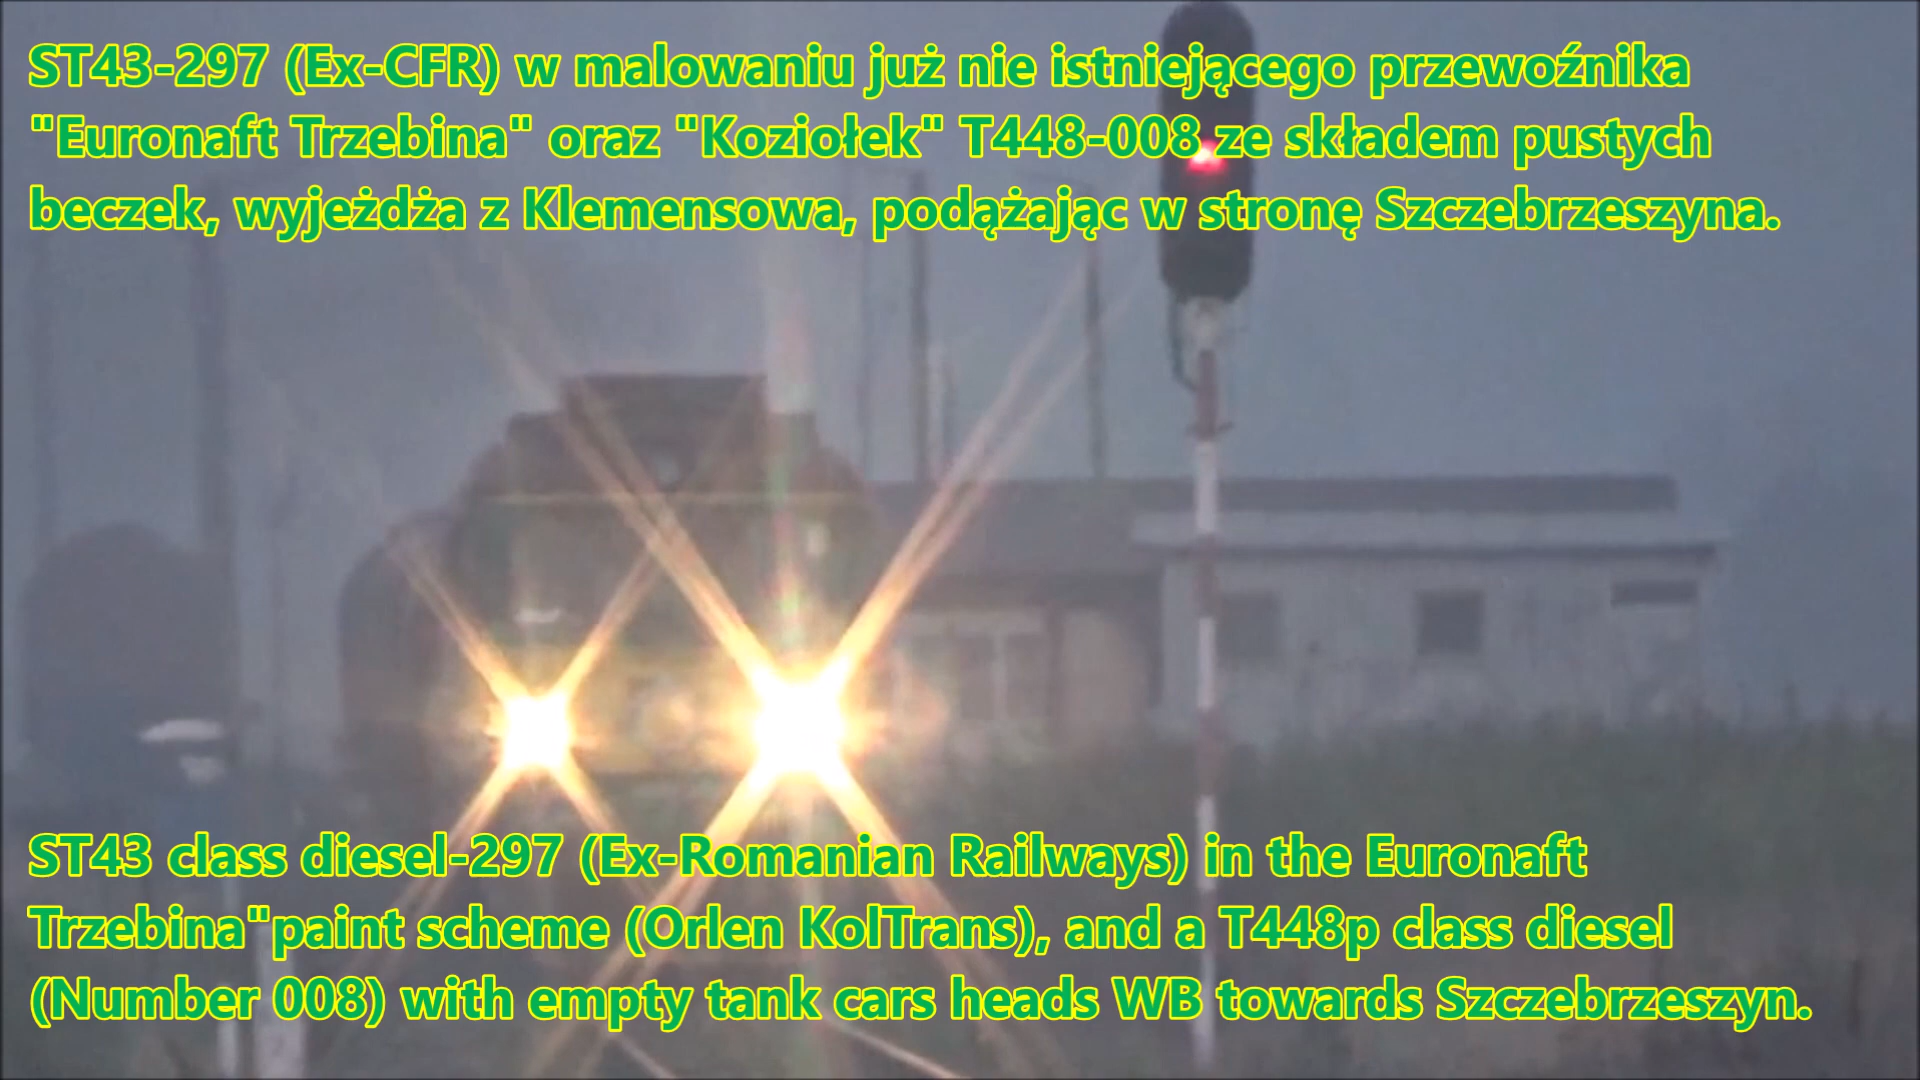 ST43-297 (Ex-CFR) w malowaniu już nie istniejącego przewoźnika
"Euronaft Trzebina" oraz "Koziołek" T448-008 ze składem pustych
beczek, wyjeżdża z Klemensowa, podążając w stronę Szczebrzeszyna.
ST43 class diesel-297 (Ex-Romanian Railways) in the Euronaft
Trzebina"paint scheme (Orlen KolTrans), and a T448p class diesel
(Number 008) with empty tank cars heads WB towards Szczebrzeszyn.